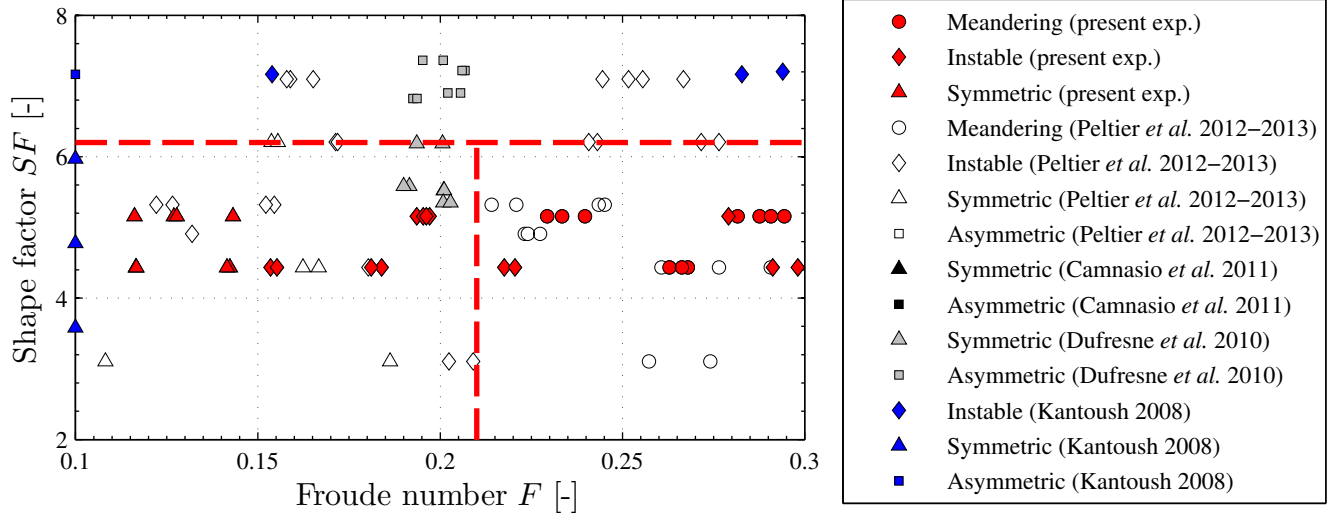 8
6
4
2
Shape factor SF [-]
0.1
0.15
0.2
0.25
0.3
Froude number F [-]
Meandering (present exp.)
Instable (present exp.)
Symmetric (present exp.)
Meandering (Peltier et al. 2012−2013)
Instable (Peltier et al. 2012−2013)
Symmetric (Peltier et al. 2012−2013)
Asymmetric (Peltier et al. 2012−2013)
Symmetric (Camnasio et al. 2011)
Asymmetric (Camnasio et al. 2011)
Symmetric (Dufresne et al. 2010)
Asymmetric (Dufresne et al. 2010)
Instable (Kantoush 2008)
Symmetric (Kantoush 2008)
Asymmetric (Kantoush 2008)